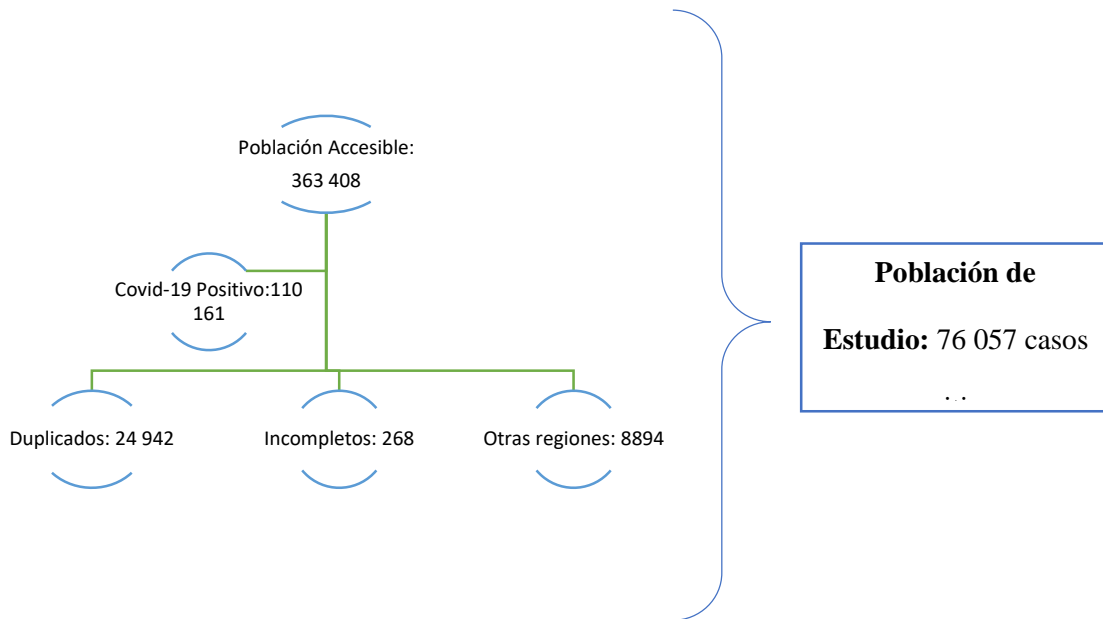 Población Accesible:
363 408
Covid-19 Positivo:110
161
Duplicados: 24 942
Incompletos: 268
Otras regiones: 8894
Población de
Estudio: 76 057 casos
. .